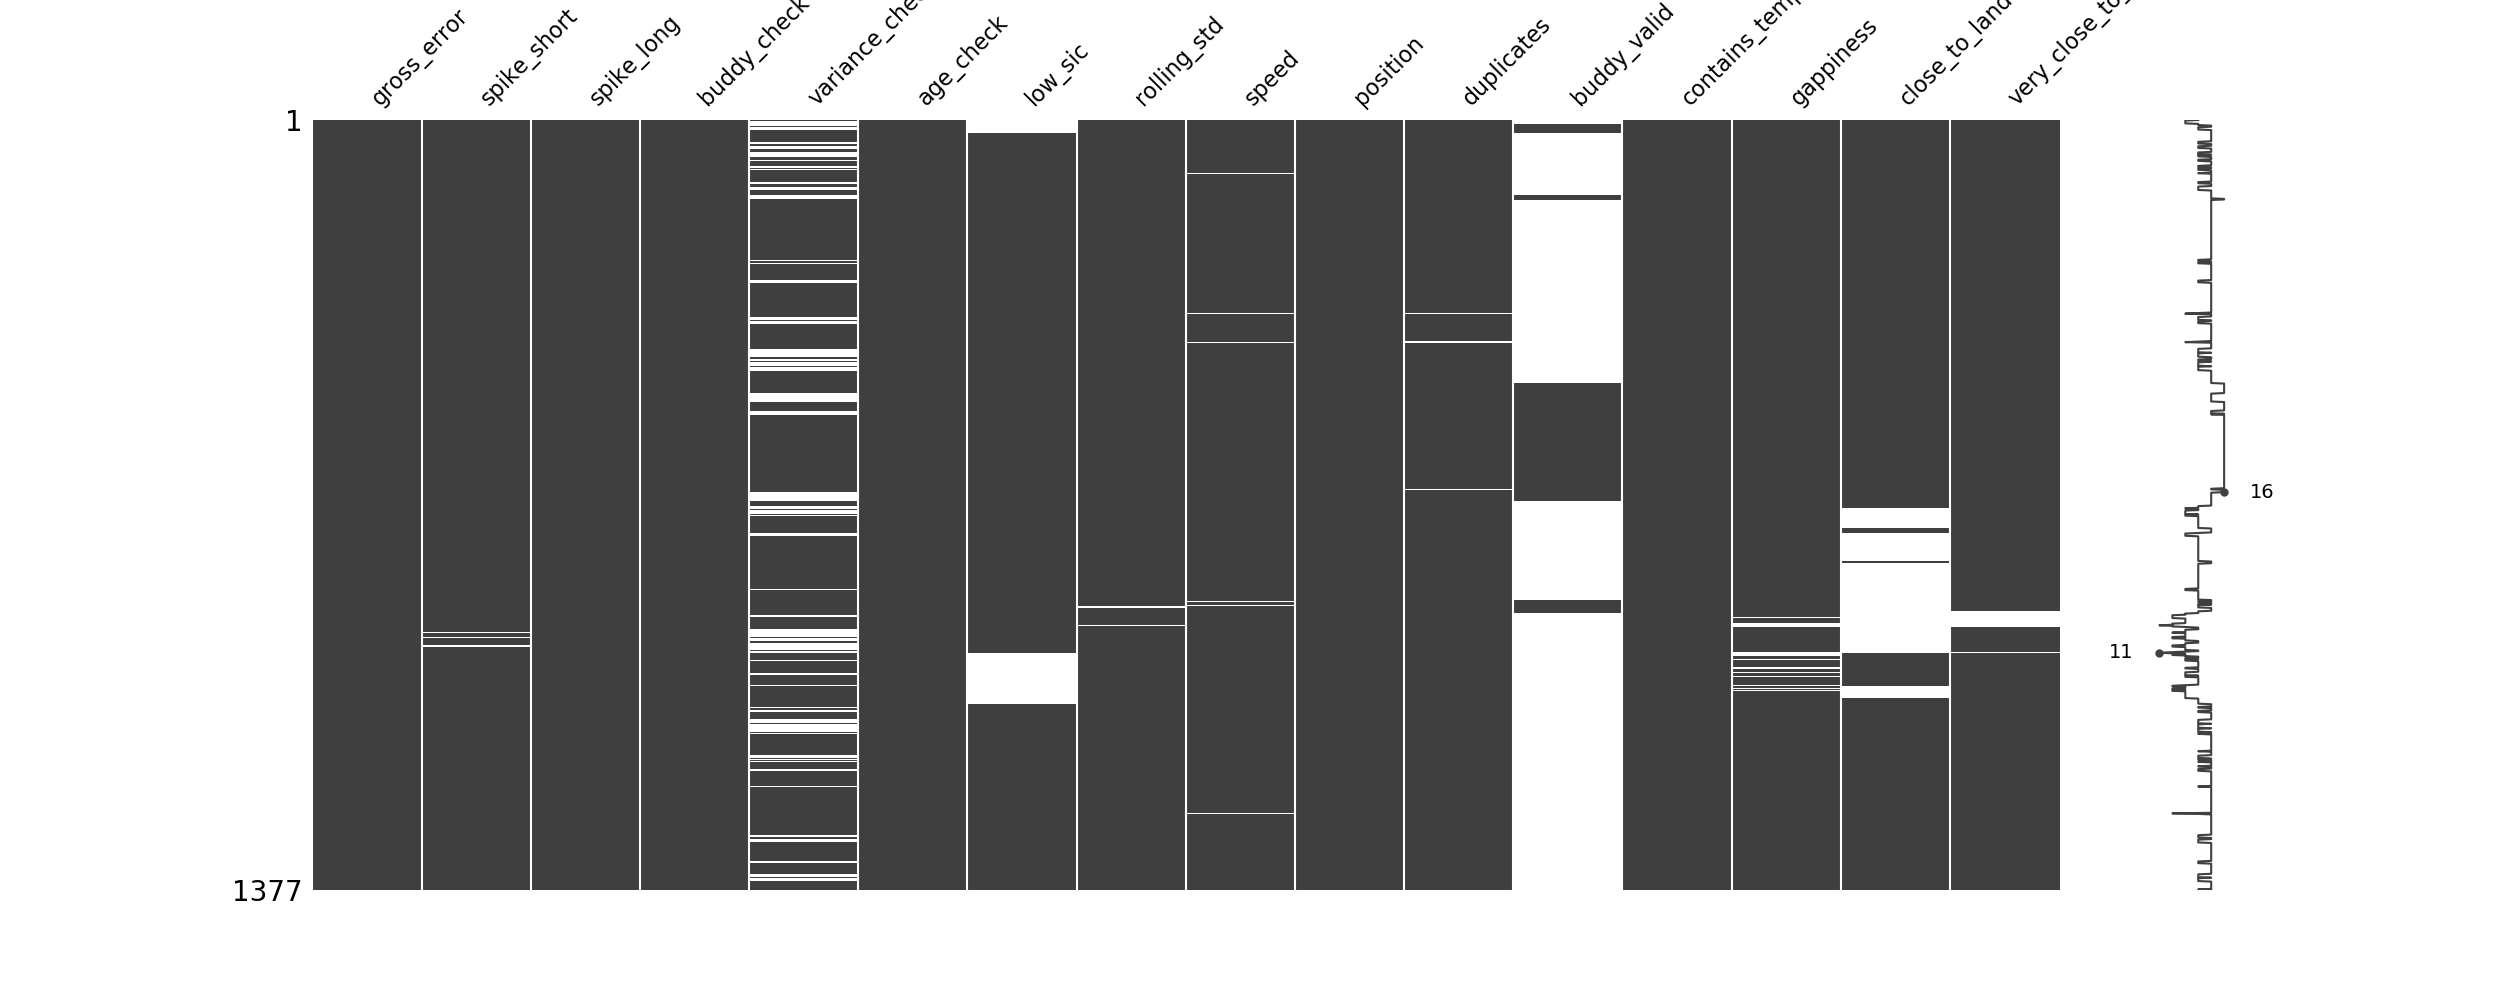 gross_error
spike_short
spike_long
buddy_check
age_check
low_sic
rolling_std
speed
position
duplicates
buddy_valid
gappiness
close_to_land
1
16
11
1377